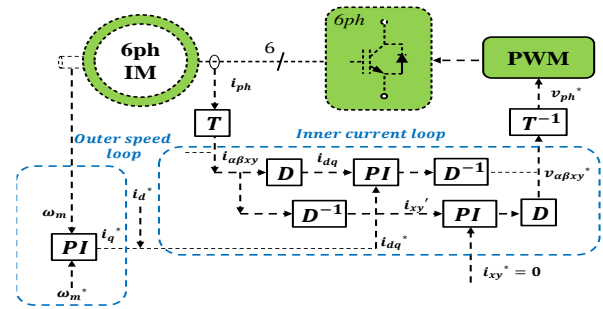 6ph
IM
6
6ph
PWM
i_ph
v_ph*
T
T⁻¹
Outer speed
loop
Inner current loop
i_αβxy
D
i_dq
PI
D⁻¹
v_αβxy*
ω_m
i_d*
D⁻¹
i_xy'
PI
D
i_q*
PI
i_dq*
ω_m*
i_xy* = 0